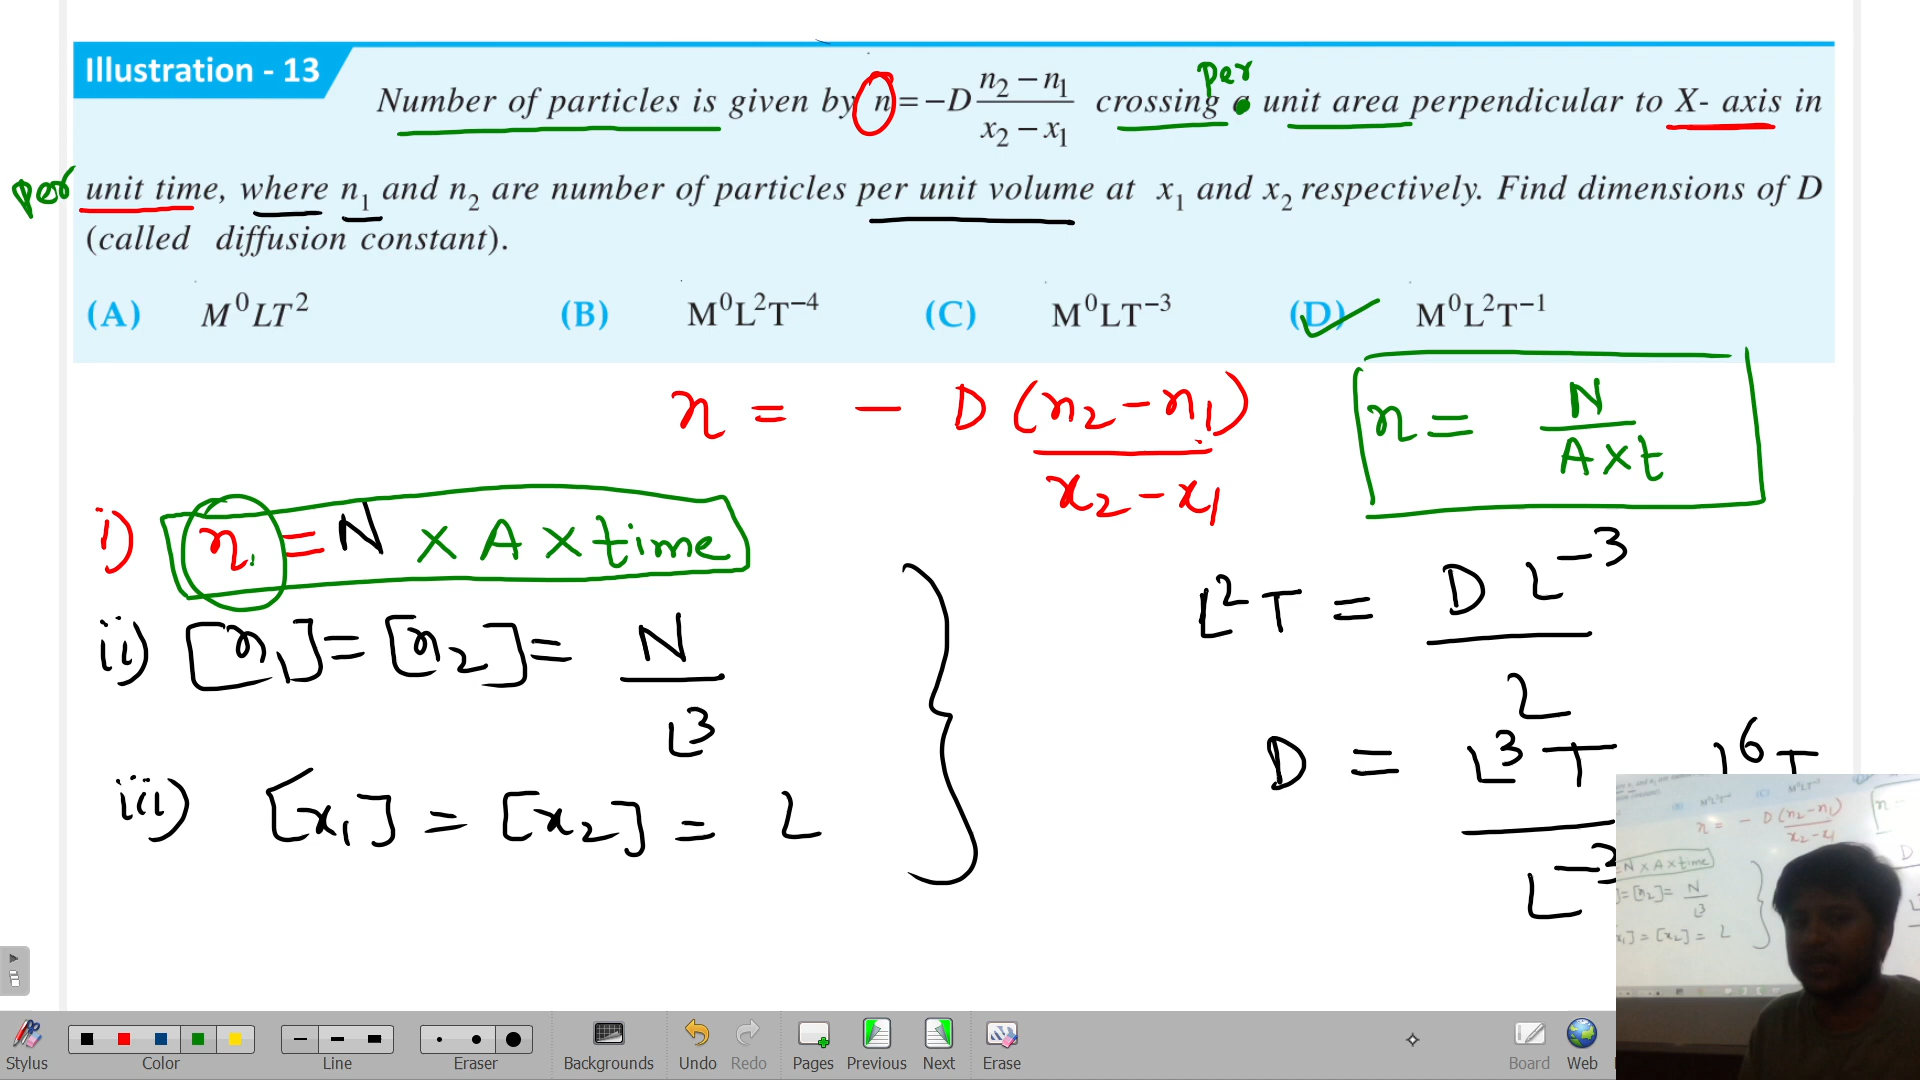 Illustration - 13
Number of particles is given by n = −D (n₂ − n₁)/(x₂ − x₁) crossing unit area perpendicular to X- axis in
per
per unit time, where n₁ and n₂ are number of particles per unit volume at x₁ and x₂ respectively. Find dimensions of D
(called diffusion constant).
(A) M⁰LT² (B) M⁰L²T⁻⁴ (C) M⁰LT⁻³ (D) M⁰L²T⁻¹
n = − D (n₂ − n₁)/(x₂ − x₁)
n = N/(A × t)
i) n = N × A × time
ii) [n₁] = [n₂] = N/L³
iii) [x₁] = [x₂] = L
L²T = D L⁻³/L
D = L³T/L⁻³ L⁶T
Stylus
Color
Line
Eraser
Backgrounds
Undo
Redo
Pages
Previous
Next
Erase
Board
Web